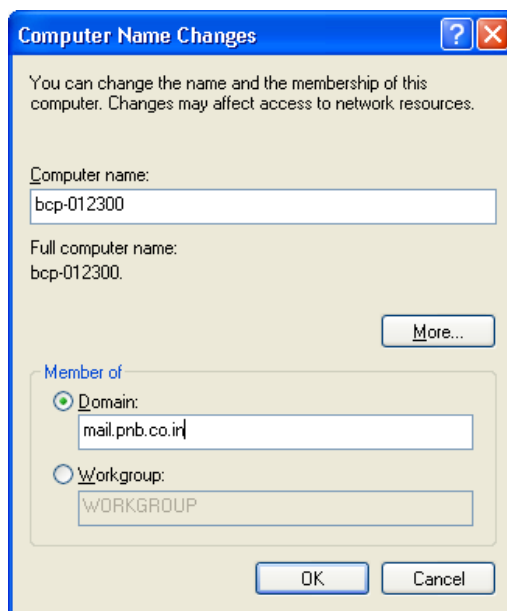 Computer Name Changes
You can change the name and the membership of this
computer. Changes may affect access to network resources.
Computer name:
bcp-012300
Full computer name:
bcp-012300.
More...
Member of
Domain:
mail.pnb.co.in
Workgroup:
WORKGROUP
OK Cancel